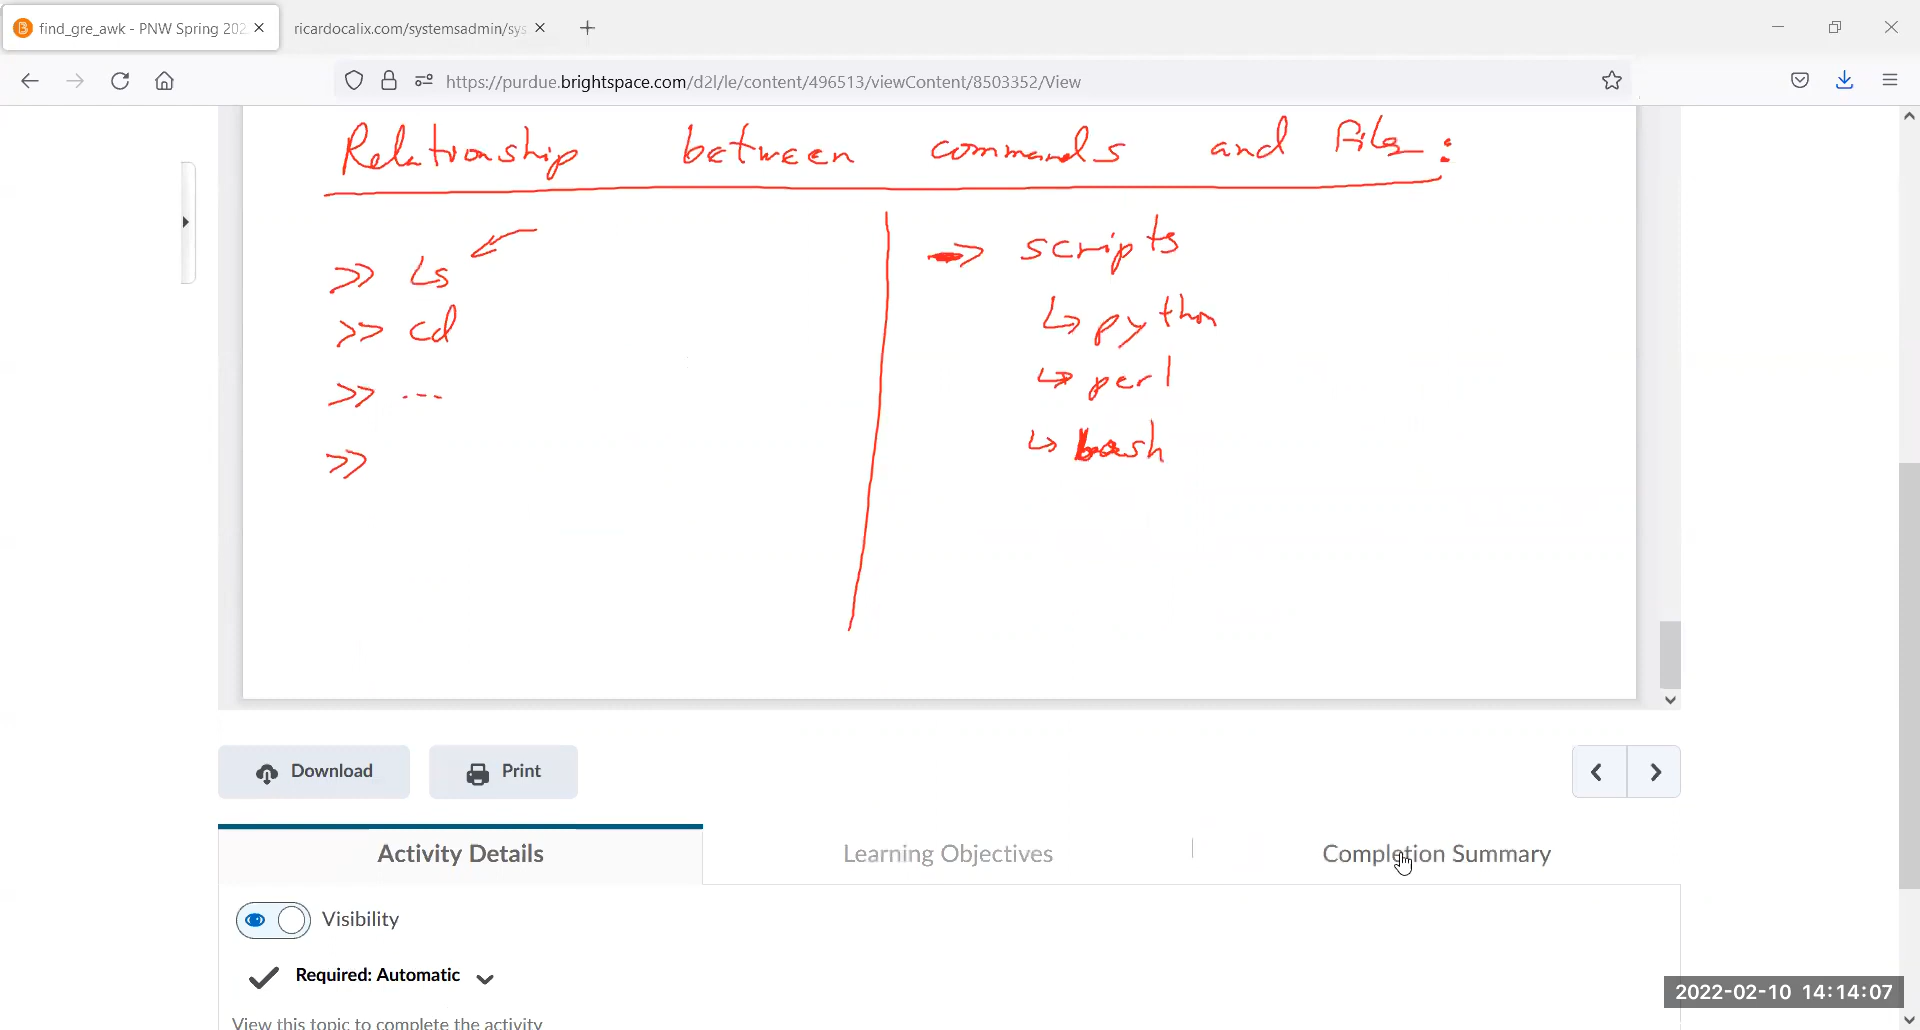 find_gre_awk - PNW Spring 202
ricardocalix.com/systemsadmin/sys
https://purdue.brightspace.com/d2l/le/content/496513/viewContent/8503352/View
Relationship between commands and Files:
>> Ls
>> cd
>> ...
>>
→ scripts
↳ python
↳ perl
↳ bash
Download
Print
Activity Details
Learning Objectives
Completion Summary
Visibility
Required: Automatic
View this topic to complete the activity
2022-02-10 14:14:07